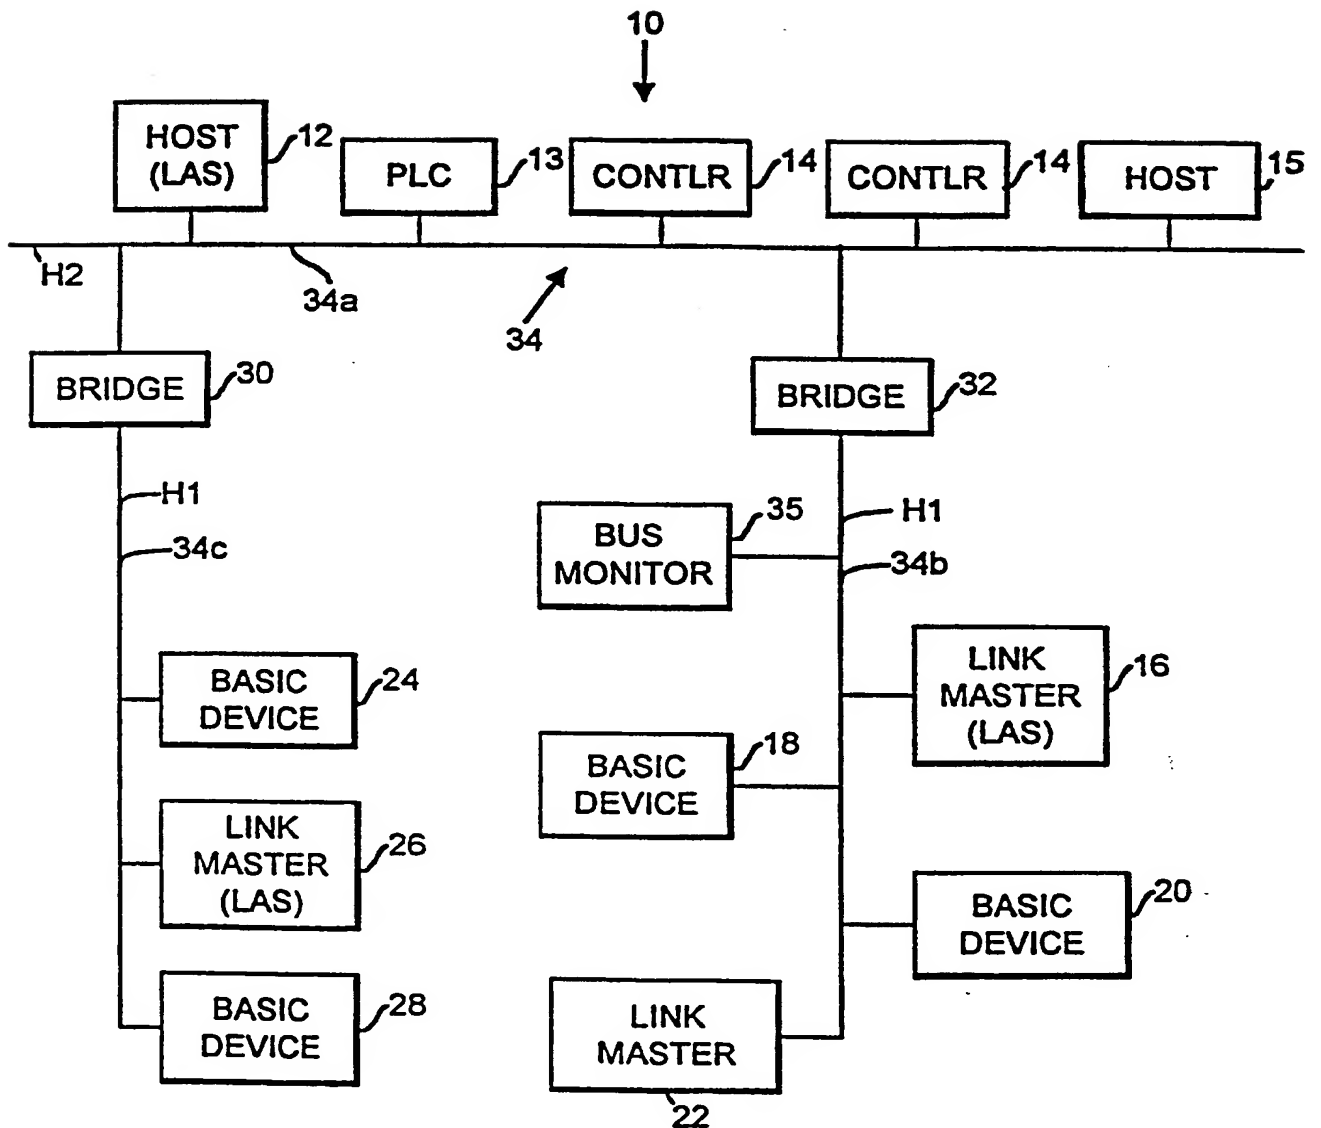 10
HOST
(LAS)
12
PLC
13
CONTLR
14
CONTLR
14
HOST
15
H2
34a
34
BRIDGE
30
BRIDGE
32
H1
34c
BUS
MONITOR
35
H1
34b
BASIC
DEVICE
24
LINK
MASTER
(LAS)
16
BASIC
DEVICE
18
LINK
MASTER
(LAS)
26
BASIC
DEVICE
20
BASIC
DEVICE
28
LINK
MASTER
22